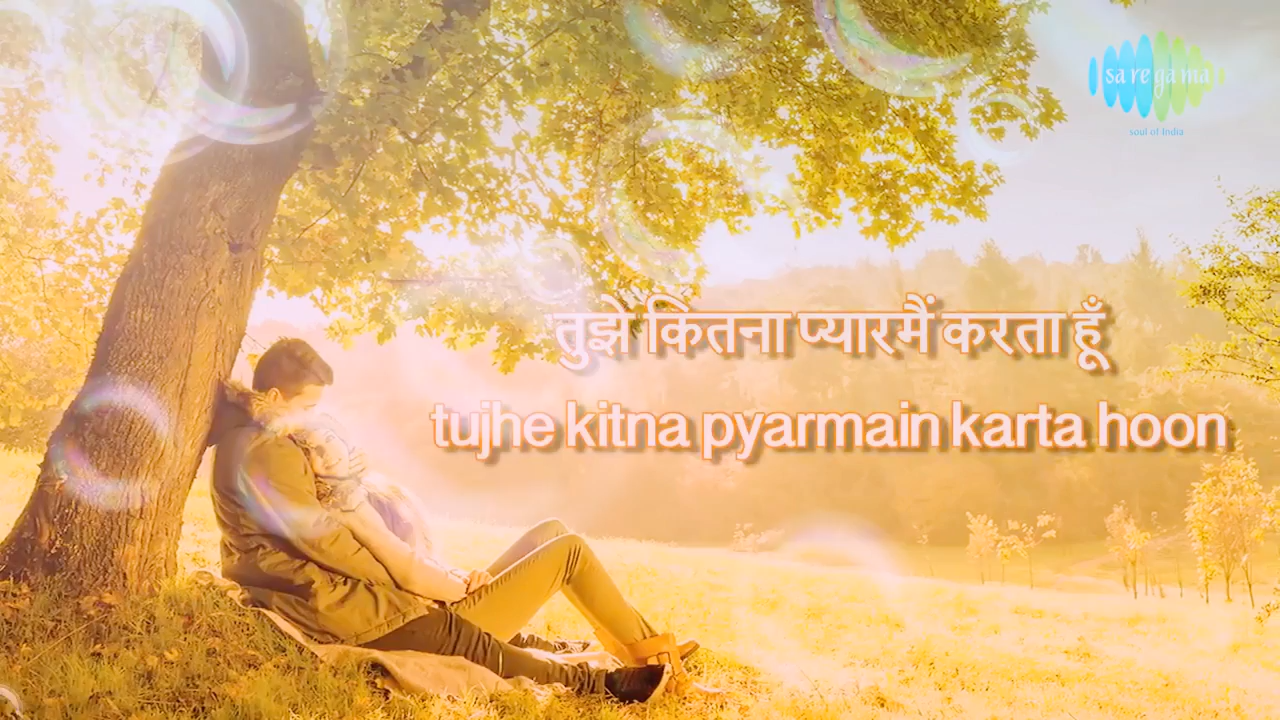 sa re ga ma
soul of India
तुझे कितना प्यारमैं करता हूँ
tujhe kitna pyarmain karta hoon